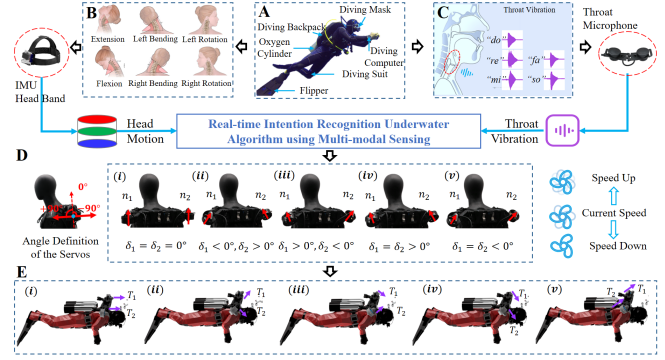 B
Extension
Left Bending
Left Rotation
Flexion
Right Bending
Right Rotation
IMU
Head Band
A
Diving Mask
Diving Backpack
Oxygen
Cylinder
Diving
Computer
Diving Suit
Flipper
C
Throat Vibration
"do"
"re"
"fa"
"mi"
"so"
Throat
Microphone
Head
Motion
Real-time Intention Recognition Underwater
Algorithm using Multi-modal Sensing
Throat
Vibration
D
0°
−90°
Angle Definition
of the Servos
(i)
(ii)
(iii)
(iv)
(v)
n₁ n₂
n₁ n₂
n₁ n₂
n₁ n₂
n₁ n₂
δ₁ = δ₂ = 0°
δ₁ < 0°, δ₂ > 0°
δ₁ > 0°, δ₂ < 0°
δ₁ = δ₂ > 0°
δ₁ = δ₂ < 0°
Speed Up
Current Speed
Speed Down
E
(i)
T₁
T₂
(ii)
T₁
T₂
(iii)
T₁
T₂
(iv)
T₁
T₂
(v)
T₁
T₂